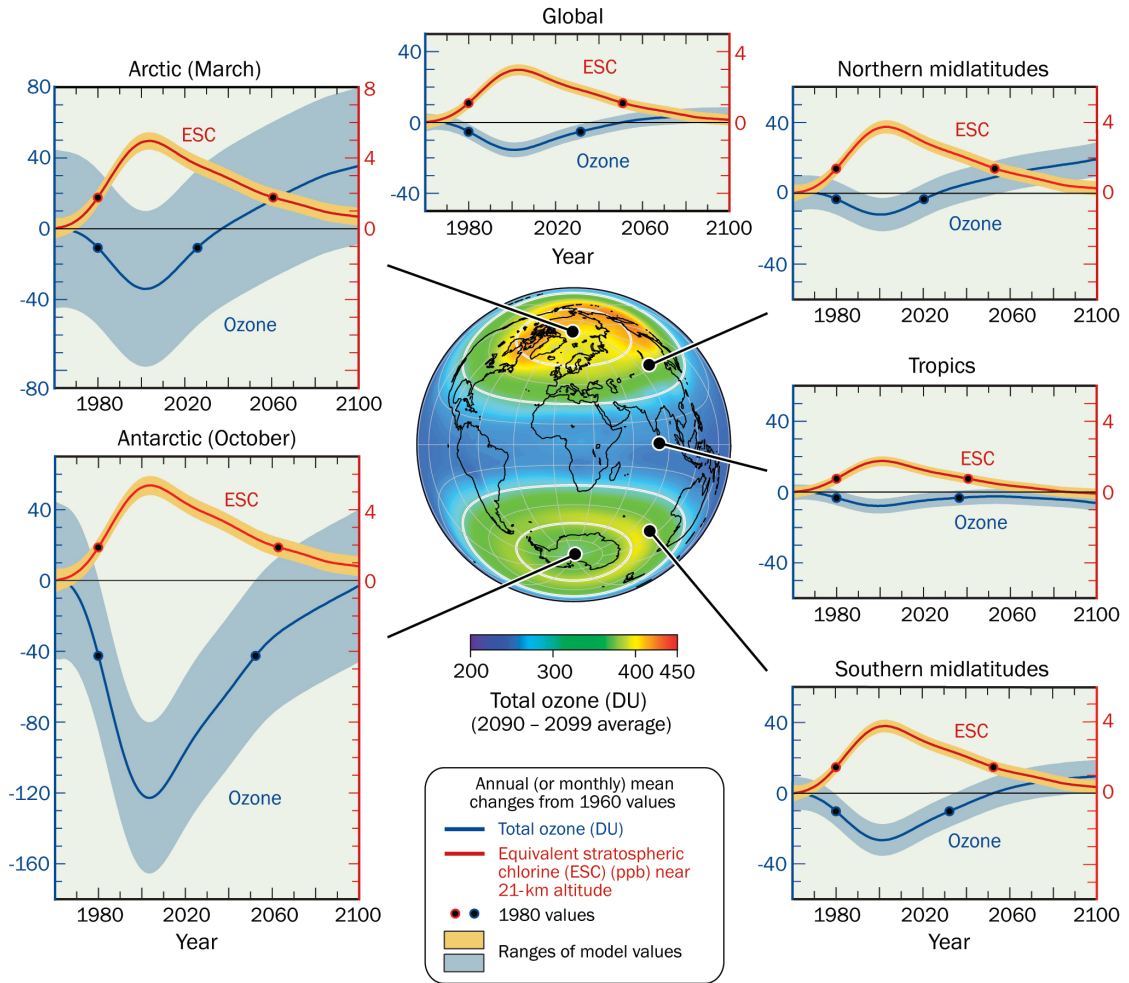 Global
40
0
-40
4
2
0
ESC
Ozone
1980
2020
2060
2100
Year
Arctic (March)
80
40
0
-40
-80
8
4
0
ESC
Ozone
1980
2020
2060
2100
Northern midlatitudes
40
0
-40
4
2
0
ESC
Ozone
1980
2020
2060
2100
Antarctic (October)
40
0
-40
-80
-120
-160
4
0
ESC
Ozone
1980
2020
2060
2100
Year
Tropics
40
0
-40
4
2
0
ESC
Ozone
1980
2020
2060
2100
Southern midlatitudes
40
0
-40
4
2
0
ESC
Ozone
1980
2020
2060
2100
Year
200
300
400
450
Total ozone (DU)
(2090 – 2099 average)
Annual (or monthly) mean
changes from 1960 values
Total ozone (DU)
Equivalent stratospheric
chlorine (ESC) (ppb) near
21-km altitude
1980 values
Ranges of model values